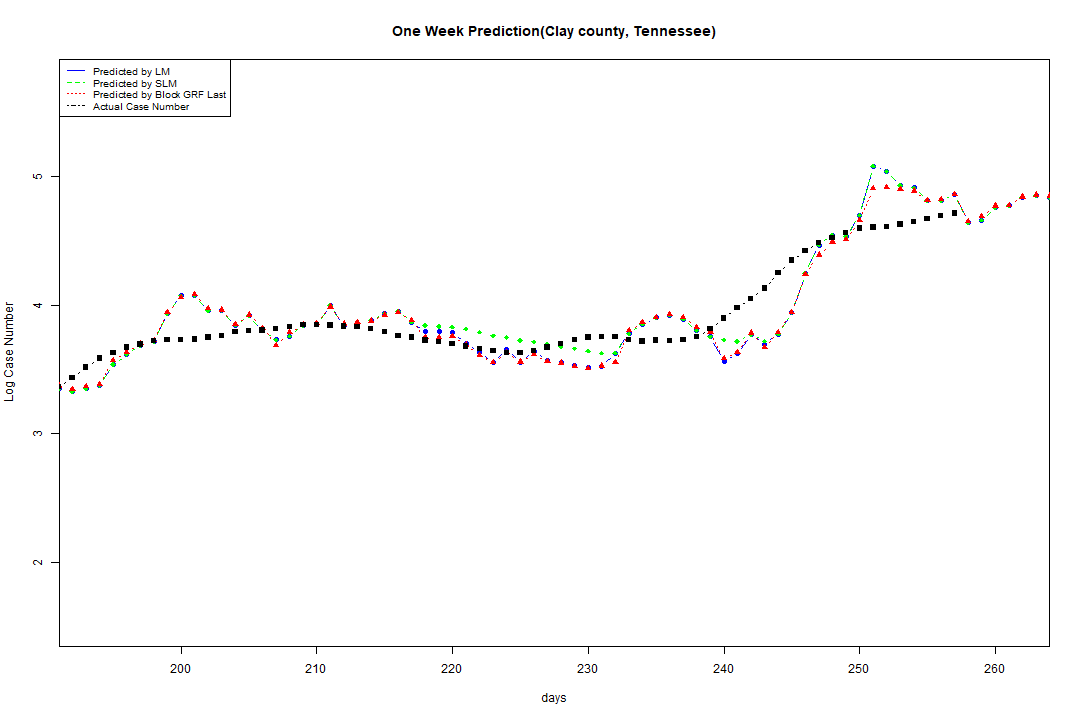 One Week Prediction(Clay county, Tennessee)
Predicted by LM
Predicted by SLM
Predicted by Block GRF Last
Actual Case Number
Log Case Number
5
4
3
2
200 210 220 230 240 250 260
days